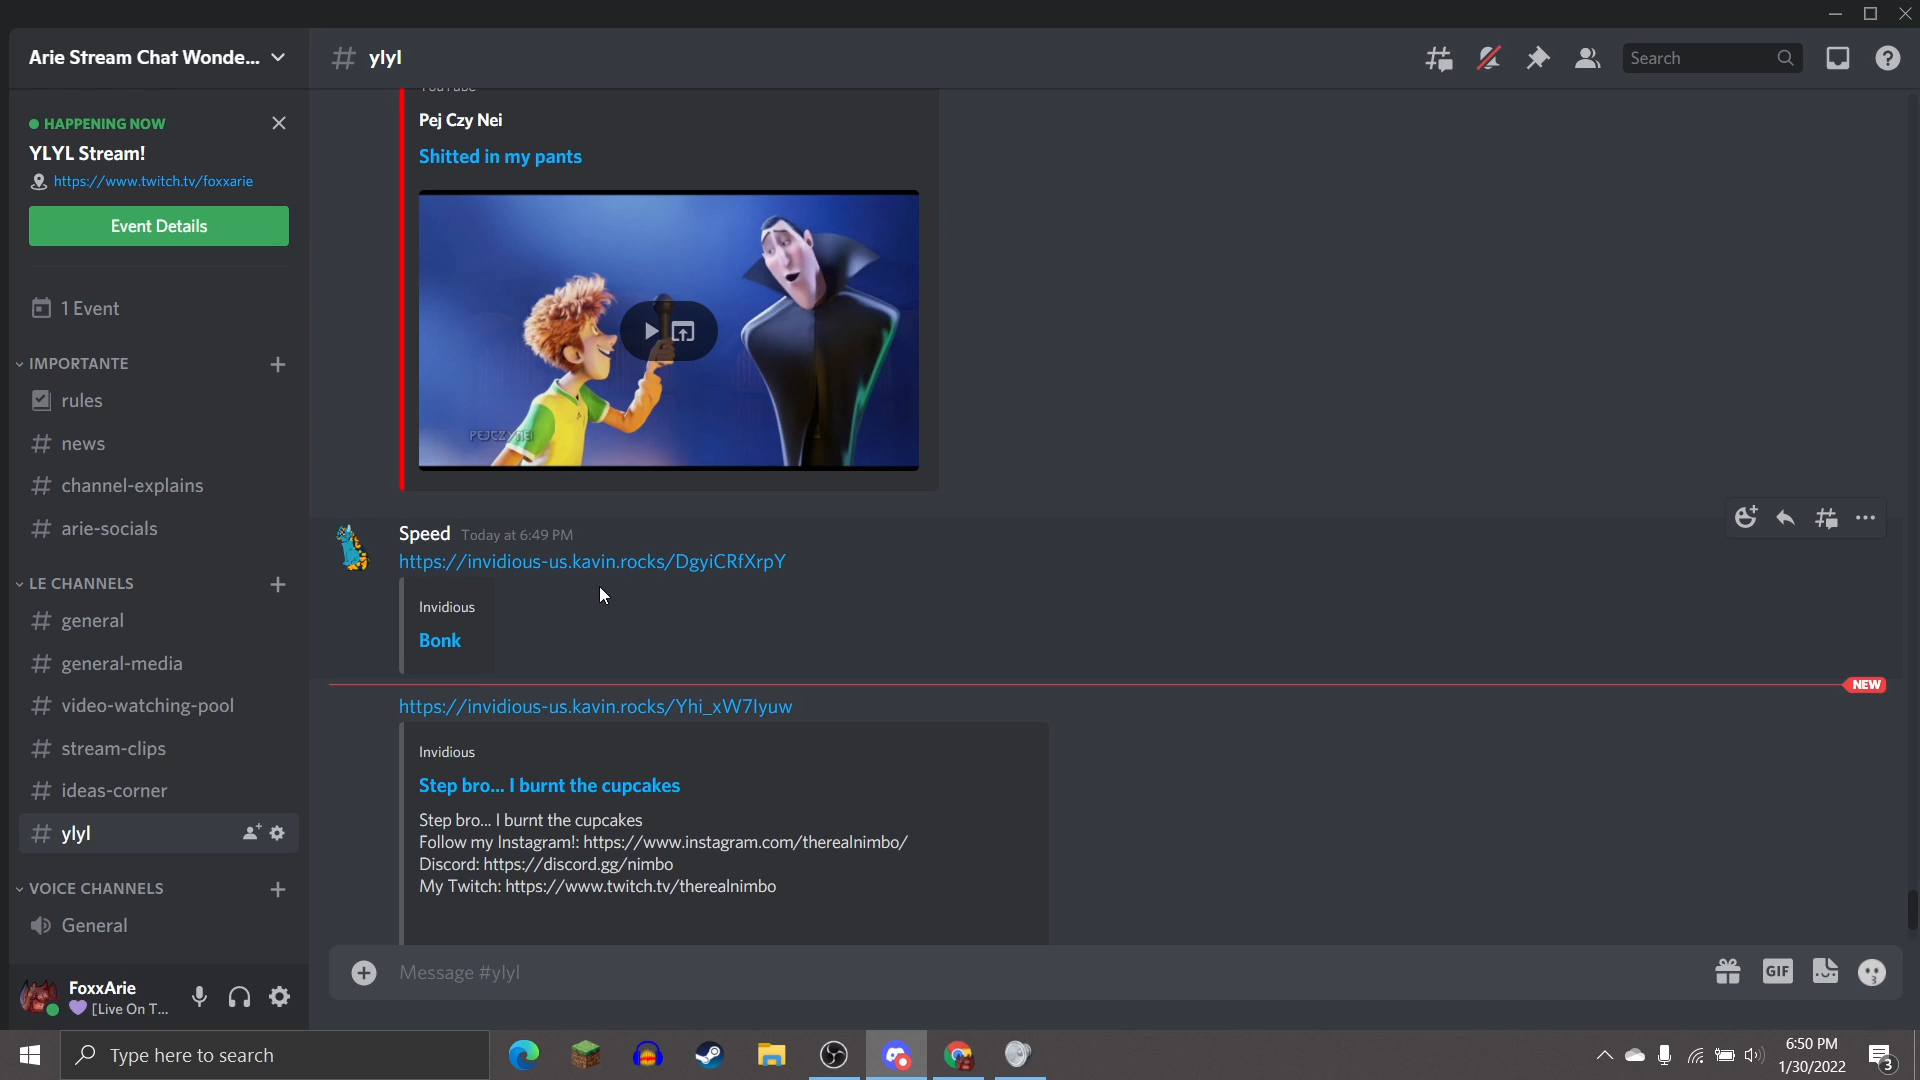 Arie Stream Chat Wonde...
HAPPENING NOW
YLYL Stream!
https://www.twitch.tv/foxxarie
Event Details
1 Event
IMPORTANTE
rules
news
channel-explains
arie-socials
LE CHANNELS
general
general-media
video-watching-pool
stream-clips
ideas-corner
ylyl
VOICE CHANNELS
General
FoxxArie
[Live On T...
ylyl
Search
YouTube
Pej Czy Nei
Shitted in my pants
PEJCZYNEI
Speed Today at 6:49 PM
https://invidious-us.kavin.rocks/DgyiCRfXrpY
Invidious
Bonk
NEW
https://invidious-us.kavin.rocks/Yhi_xW7lyuw
Invidious
Step bro... I burnt the cupcakes
Step bro... I burnt the cupcakes
Follow my Instagram!: https://www.instagram.com/therealnimbo/
Discord: https://discord.gg/nimbo
My Twitch: https://www.twitch.tv/therealnimbo
Message #ylyl
GIF
Type here to search
6:50 PM
1/30/2022
3